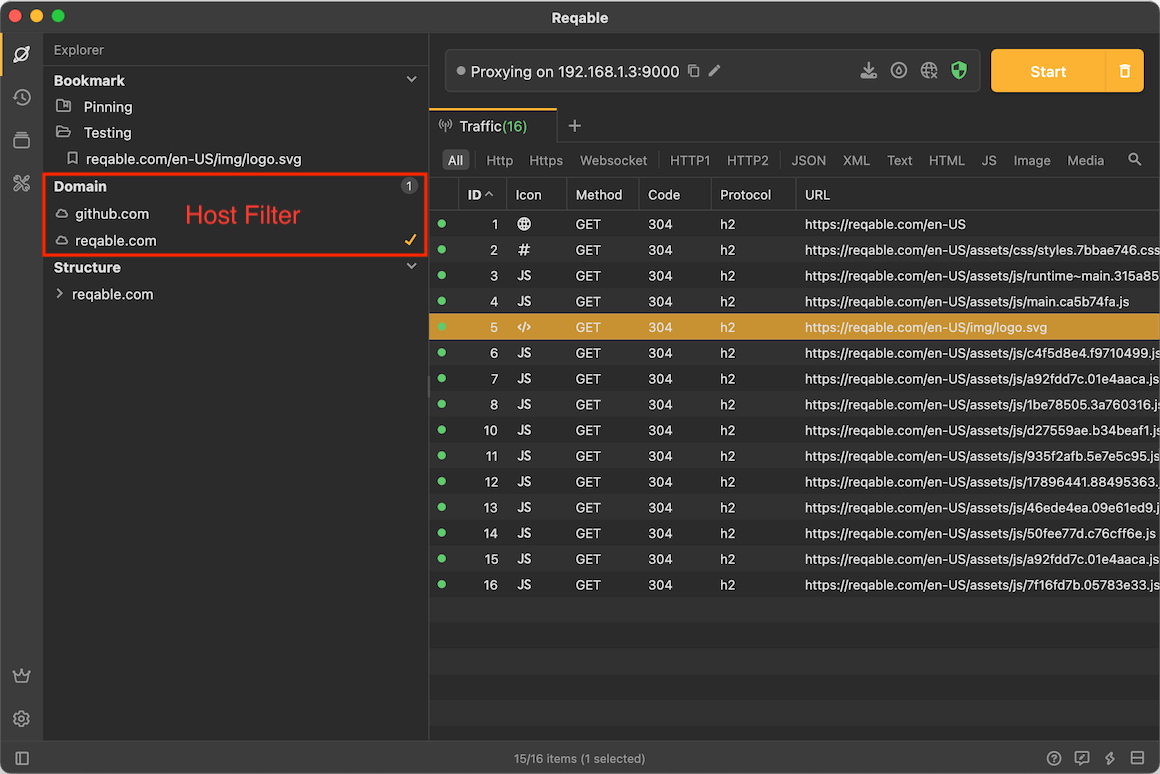 Reqable
Explorer
Bookmark
Pinning
Testing
reqable.com/en-US/img/logo.svg
Domain 1
github.com
reqable.com
Host Filter
Structure
reqable.com
Proxying on 192.168.1.3:9000
Start
Traffic(16)
All Http Https Websocket HTTP1 HTTP2 JSON XML Text HTML JS Image Media
ID Icon Method Code Protocol URL
1 GET 304 h2 https://reqable.com/en-US
2 # GET 304 h2 https://reqable.com/en-US/assets/css/styles.7bbae746.css
3 JS GET 304 h2 https://reqable.com/en-US/assets/js/runtime~main.315a85
4 JS GET 304 h2 https://reqable.com/en-US/assets/js/main.ca5b74fa.js
5 </> GET 304 h2 https://reqable.com/en-US/img/logo.svg
6 JS GET 304 h2 https://reqable.com/en-US/assets/js/c4f5d8e4.f9710499.js
7 JS GET 304 h2 https://reqable.com/en-US/assets/js/a92fdd7c.01e4aaca.js
8 JS GET 304 h2 https://reqable.com/en-US/assets/js/1be78505.3a760316.js
10 JS GET 304 h2 https://reqable.com/en-US/assets/js/d27559ae.b34beaf1.js
11 JS GET 304 h2 https://reqable.com/en-US/assets/js/935f2afb.5e7e5c95.js
12 JS GET 304 h2 https://reqable.com/en-US/assets/js/17896441.88495363.
13 JS GET 304 h2 https://reqable.com/en-US/assets/js/46ede4ea.09e61ed9.j
14 JS GET 304 h2 https://reqable.com/en-US/assets/js/50fee77d.c76cff6e.js
15 JS GET 304 h2 https://reqable.com/en-US/assets/js/a92fdd7c.01e4aaca.js
16 JS GET 304 h2 https://reqable.com/en-US/assets/js/7f16fd7b.05783e33.js
15/16 items (1 selected)